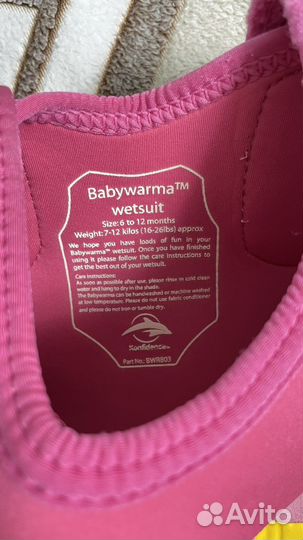 Babywarma™
wetsuit
Size: 6 to 12 months
Weight: 7-12 kilos (16-26lbs) approx
We hope you have loads of fun in your
Babywarma™ wetsuit. Once you have finished
using it please follow the care instructions to
get the best out of your wetsuit.
Care instructions:
As soon as possible after use, please rinse in cold clean
water and hang to dry in the shade.
The Babywarma can be handwashed or machine washed
at low temperature. Please do not use fabric conditioner
and please do not iron or tumble dry.
Konfidence™
Part No.: BWRB03
Avito